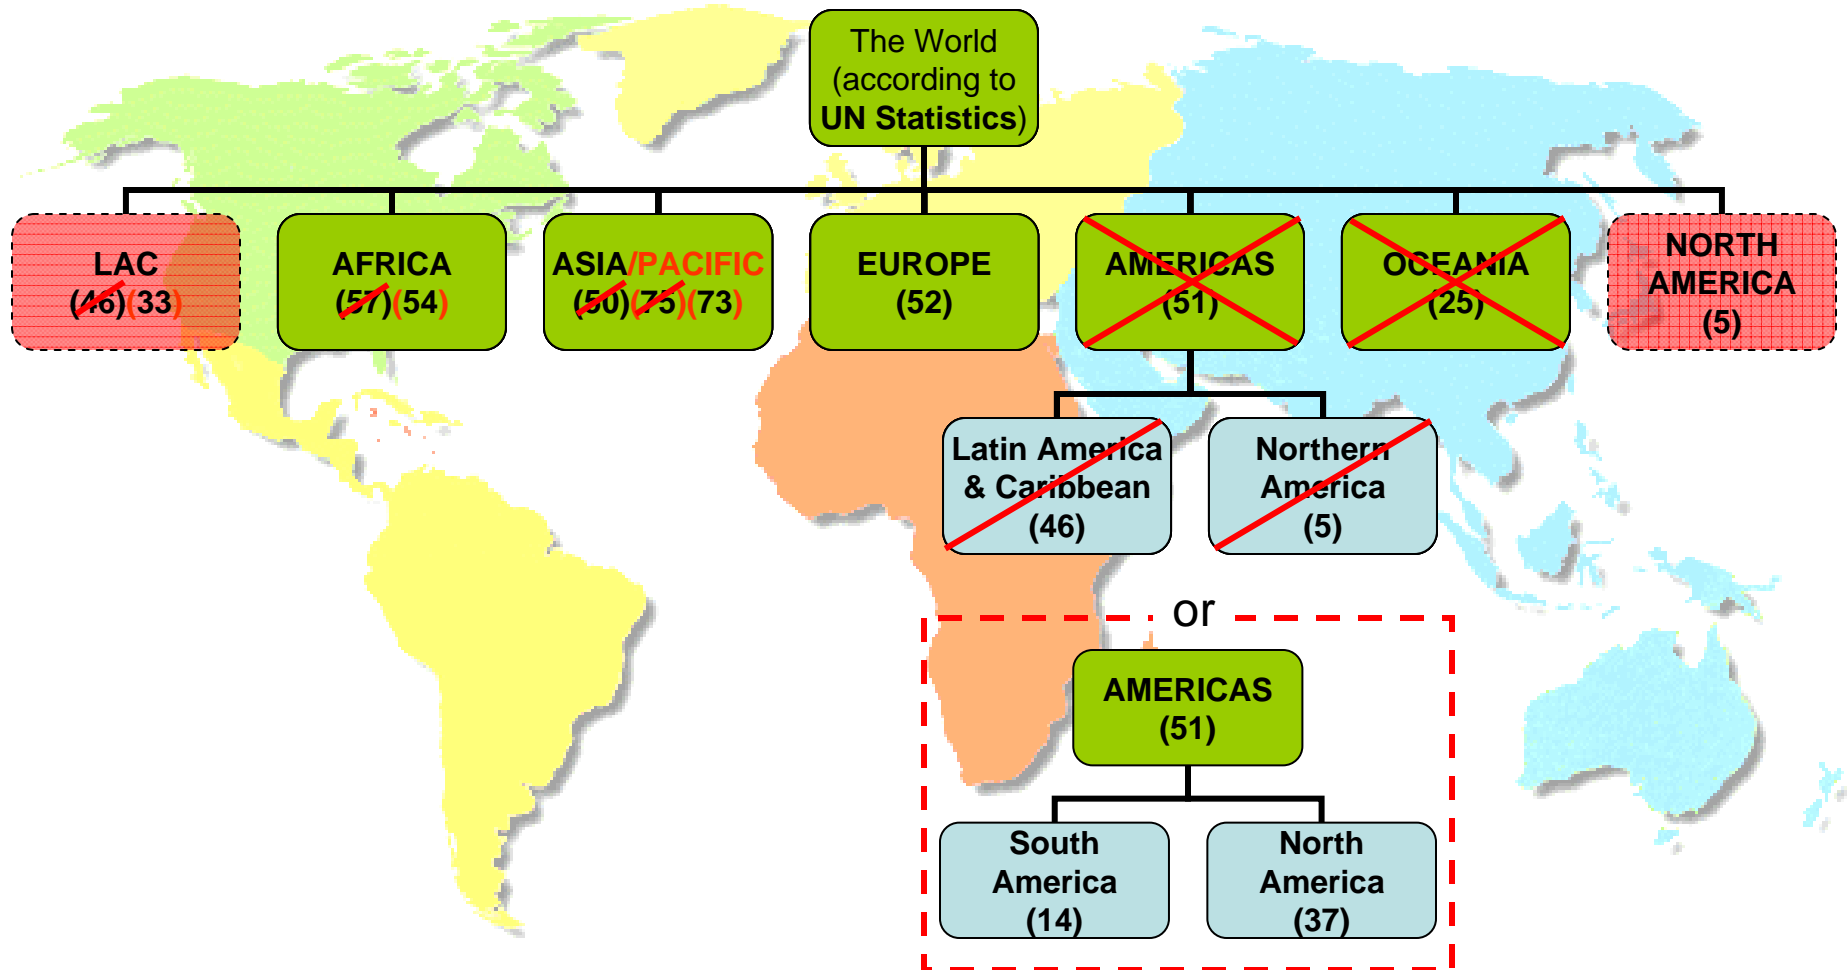 The World
(according to
UN Statistics)
LAC
(46)(33)
AFRICA
(57)(54)
ASIA/PACIFIC
(50)(75)(73)
EUROPE
(52)
AMERICAS
(51)
OCEANIA
(25)
NORTH
AMERICA
(5)
Latin America
& Caribbean
(46)
Northern
America
(5)
or
AMERICAS
(51)
South
America
(14)
North
America
(37)